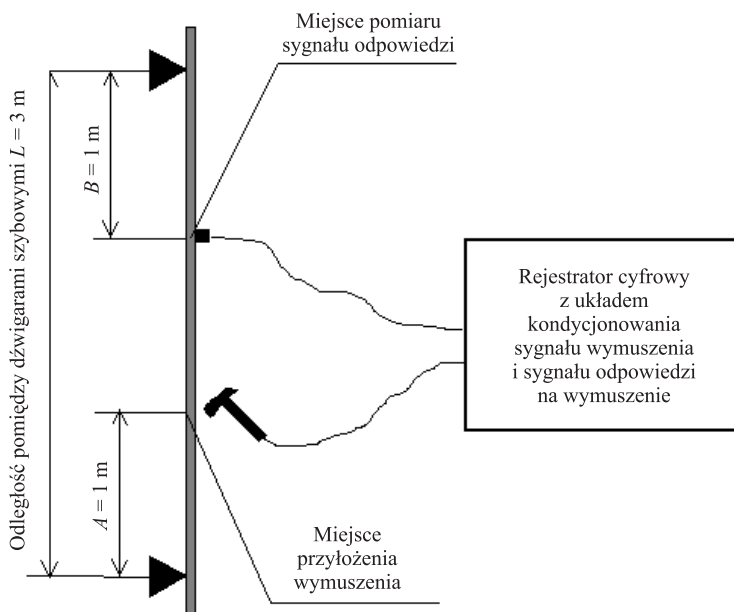 Miejsce pomiaru
sygnału odpowiedzi
Odległość pomiędzy dźwigarami szybowymi L = 3 m
B = 1 m
Rejestrator cyfrowy
z układem
kondycjonowania
sygnału wymuszenia
i sygnału odpowiedzi
na wymuszenie
A = 1 m
Miejsce
przyłożenia
wymuszenia